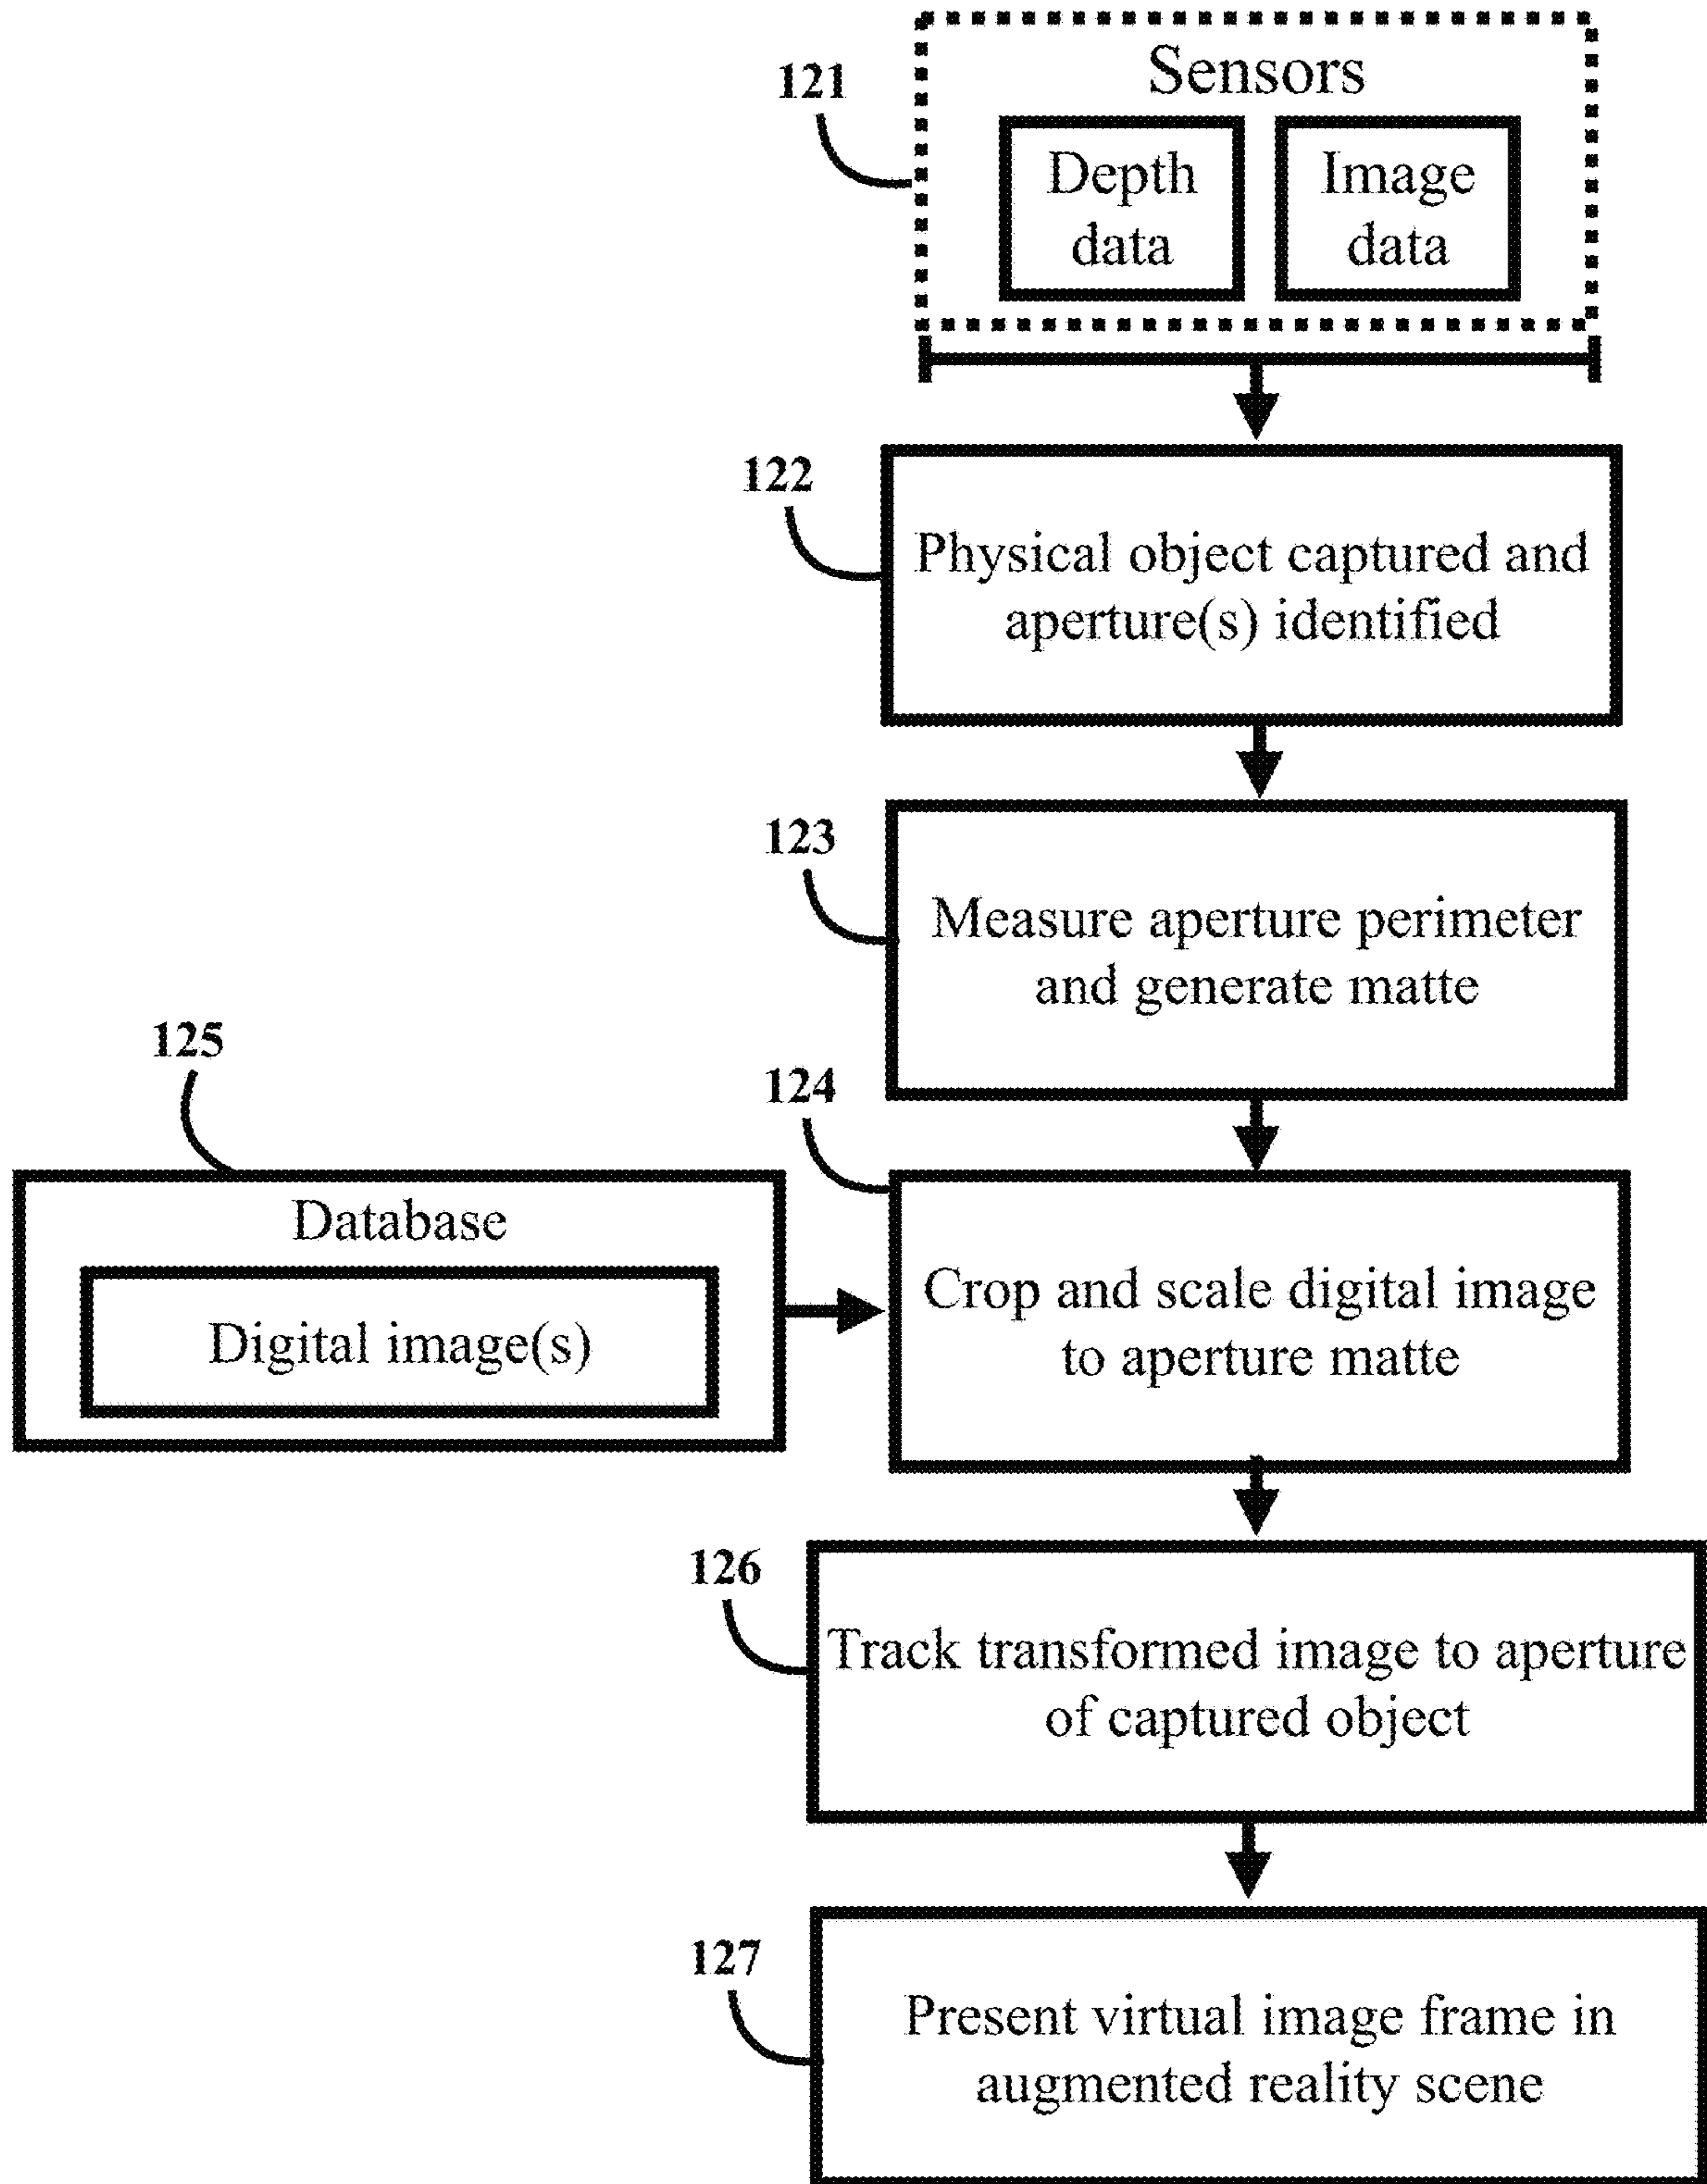 121
Sensors
Depth
data
Image
data
122
Physical object captured and
aperture(s) identified
123
Measure aperture perimeter
and generate matte
125
Database
Digital image(s)
124
Crop and scale digital image
to aperture matte
126
Track transformed image to aperture
of captured object
127
Present virtual image frame in
augmented reality scene